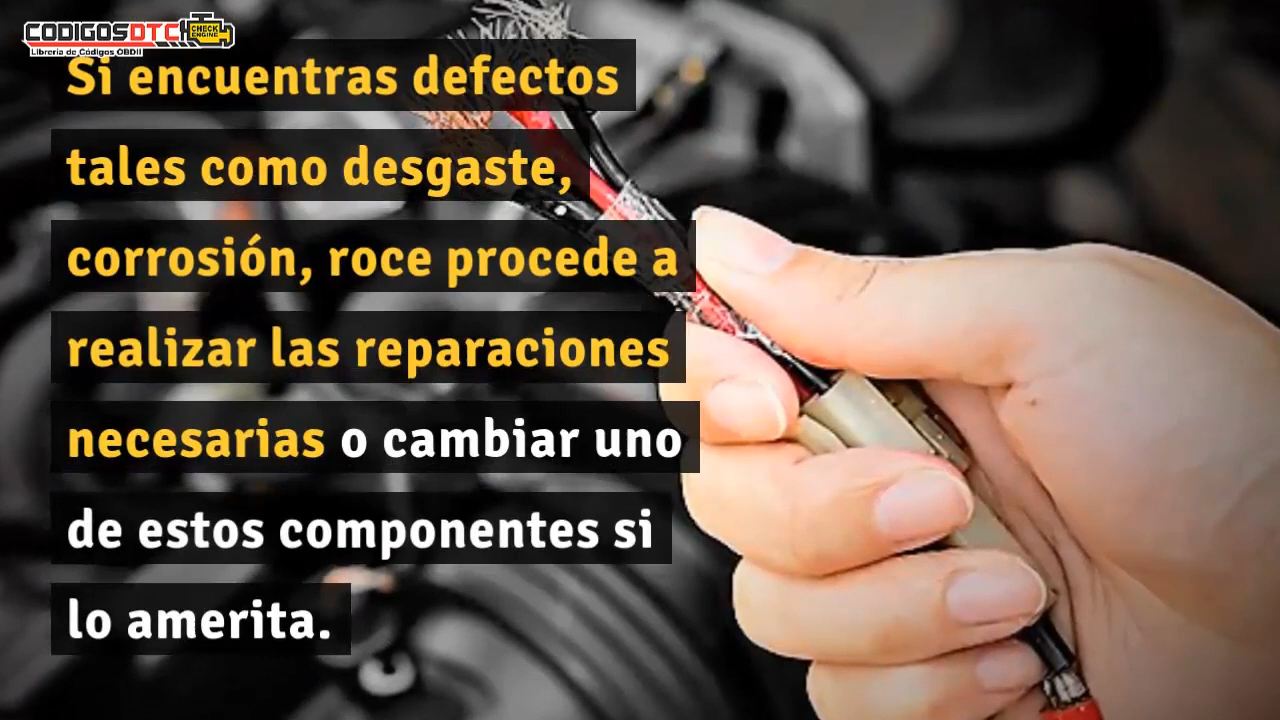 CODIGOSDTC
CHECK
ENGINE
Librería de Códigos OBDII
Si encuentras defectos
tales como desgaste,
corrosión, roce procede a
realizar las reparaciones
necesarias o cambiar uno
de estos componentes si
lo amerita.